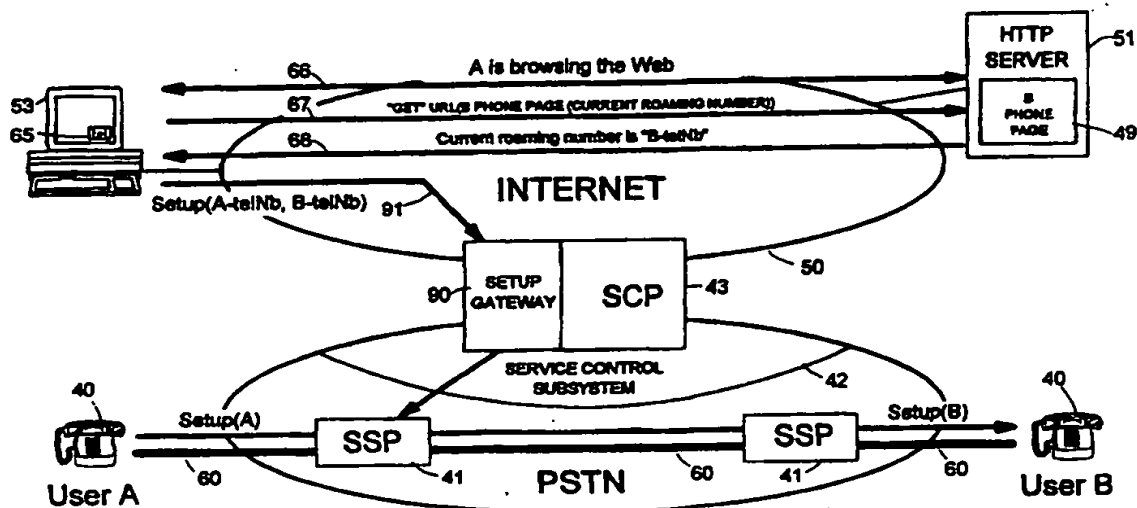 HTTP
SERVER
51
66
A is browsing the Web
53
67
"GET" URL(B PHONE PAGE (CURRENT ROAMING NUMBER))
B
PHONE
PAGE
65
68
Current roaming number is "B-telNb"
49
INTERNET
Setup(A-telNb, B-telNb)
91
50
90
SETUP
GATEWAY
SCP
43
SERVICE CONTROL
SUBSYSTEM
42
40
Setup(A)
SSP
SSP
Setup(B)
40
60
41
60
41
60
User A
PSTN
User B